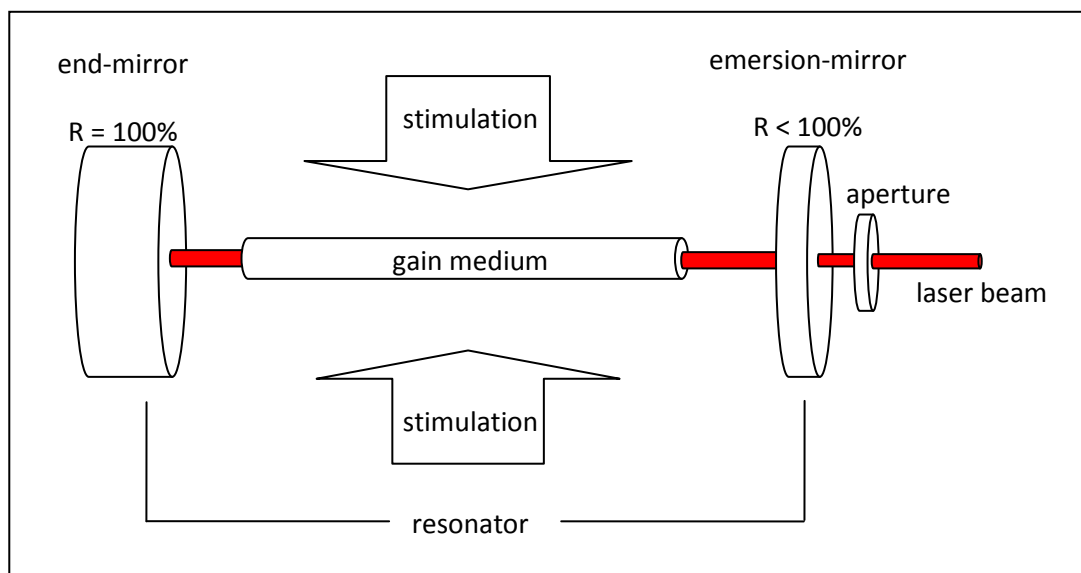 end-mirror
emersion-mirror
stimulation
R = 100%
R < 100%
aperture
gain medium
laser beam
stimulation
resonator